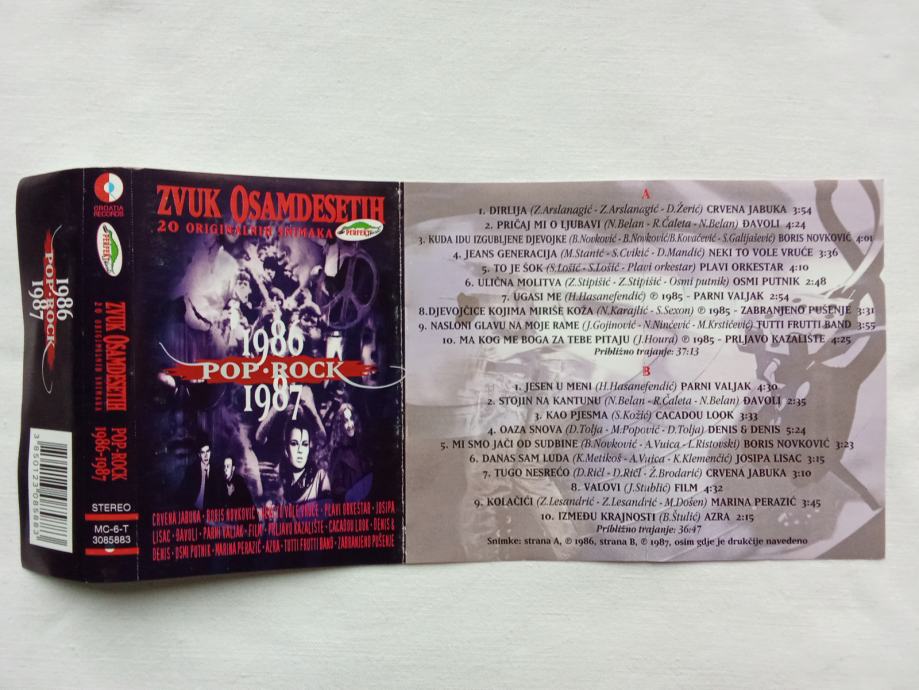 1986
POP·ROCK
1987
3850123085883
CROATIA
RECORDS
PERFEKT
ZVUK OSAMDESETIH
20 ORIGINALNIH SNIMAKA
POP·ROCK
1986-1987
STEREO
MC-6-T
3085883
ZVUK OSAMDESETIH
20 ORIGINALNIH SNIMAKA
PERFEKT
1986
POP·ROCK
1987
CRVENA JABUKA · BORIS NOVKOVIĆ · NEKI TO VOLE VRUĆE · PLAVI ORKESTAR · JOSIPA
LISAC · ĐAVOLI · PARNI VALJAK · FILM · PRLJAVO KAZALIŠTE · CACADOU LOOK · DENIS &
DENIS · OSMI PUTNIK · MARINA PERAZIĆ · AZRA · TUTTI FRUTTI BAND · ZABRANJENO PUŠENJE
A
1. DIRLIJA (Z.Arslanagić - Z.Arslanagić - D.Žerić) CRVENA JABUKA 3:54
2. PRIČAJ MI O LJUBAVI (N.Belan - R.Čaleta - N.Belan) ĐAVOLI 4:24
3. KUDA IDU IZGUBLJENE DJEVOJKE (B.Novković - B.Novković/B.Kovačević - S.Galijašević) BORIS NOVKOVIĆ 4:01
4. JEANS GENERACIJA (M.Stanić - S.Cvikić - D.Mandić) NEKI TO VOLE VRUĆE 3:36
5. TO JE ŠOK (S.Lošić - S.Lošić - Plavi orkestar) PLAVI ORKESTAR 4:10
6. ULIČNA MOLITVA (Z.Stipišić - Z.Stipišić - Osmi putnik) OSMI PUTNIK 2:48
7. UGASI ME (H.Hasanefendić) ℗ 1985 - PARNI VALJAK 2:54
8.DJEVOJČICE KOJIMA MIRIŠE KOŽA (N.Karajlić - S.Sexon) ℗ 1985 - ZABRANJENO PUŠENJE 3:31
9. NASLONI GLAVU NA MOJE RAME (J.Gojinović - N.Ninčević - M.Krstičević) TUTTI FRUTTI BAND 3:55
10. MA KOG ME BOGA ZA TEBE PITAJU (J.Houra) ℗ 1985 - PRLJAVO KAZALIŠTE 4:25
Približno trajanje: 37:13
B
1. JESEN U MENI (H.Hasanefendić) PARNI VALJAK 4:30
2. STOJIN NA KANTUNU (N.Belan - R.Čaleta - N.Belan) ĐAVOLI 2:35
3. KAO PJESMA (S.Kožić) CACADOU LOOK 3:33
4. OAZA SNOVA (D.Tolja - M.Popović - D.Tolja) DENIS & DENIS 5:24
5. MI SMO JAČI OD SUDBINE (B.Novković - A.Vuica - L.Ristovski) BORIS NOVKOVIĆ 3:23
6. DANAS SAM LUDA (K.Metikoš - A.Vuica - K.Klemenčić) JOSIPA LISAC 3:15
7. TUGO NESREĆO (D.Ričl - D.Ričl - Ž.Brodarić) CRVENA JABUKA 3:10
8. VALOVI (J.Stublić) FILM 4:32
9. KOLAČIĆI (Z.Lesandrić - Z.Lesandrić - M.Došen) MARINA PERAZIĆ 3:45
10. IZMEĐU KRAJNOSTI (B.Štulić) AZRA 2:15
Približno trajanje: 36:47
Snimke: strana A, ℗ 1986, strana B, ℗ 1987, osim gdje je drukčije navedeno